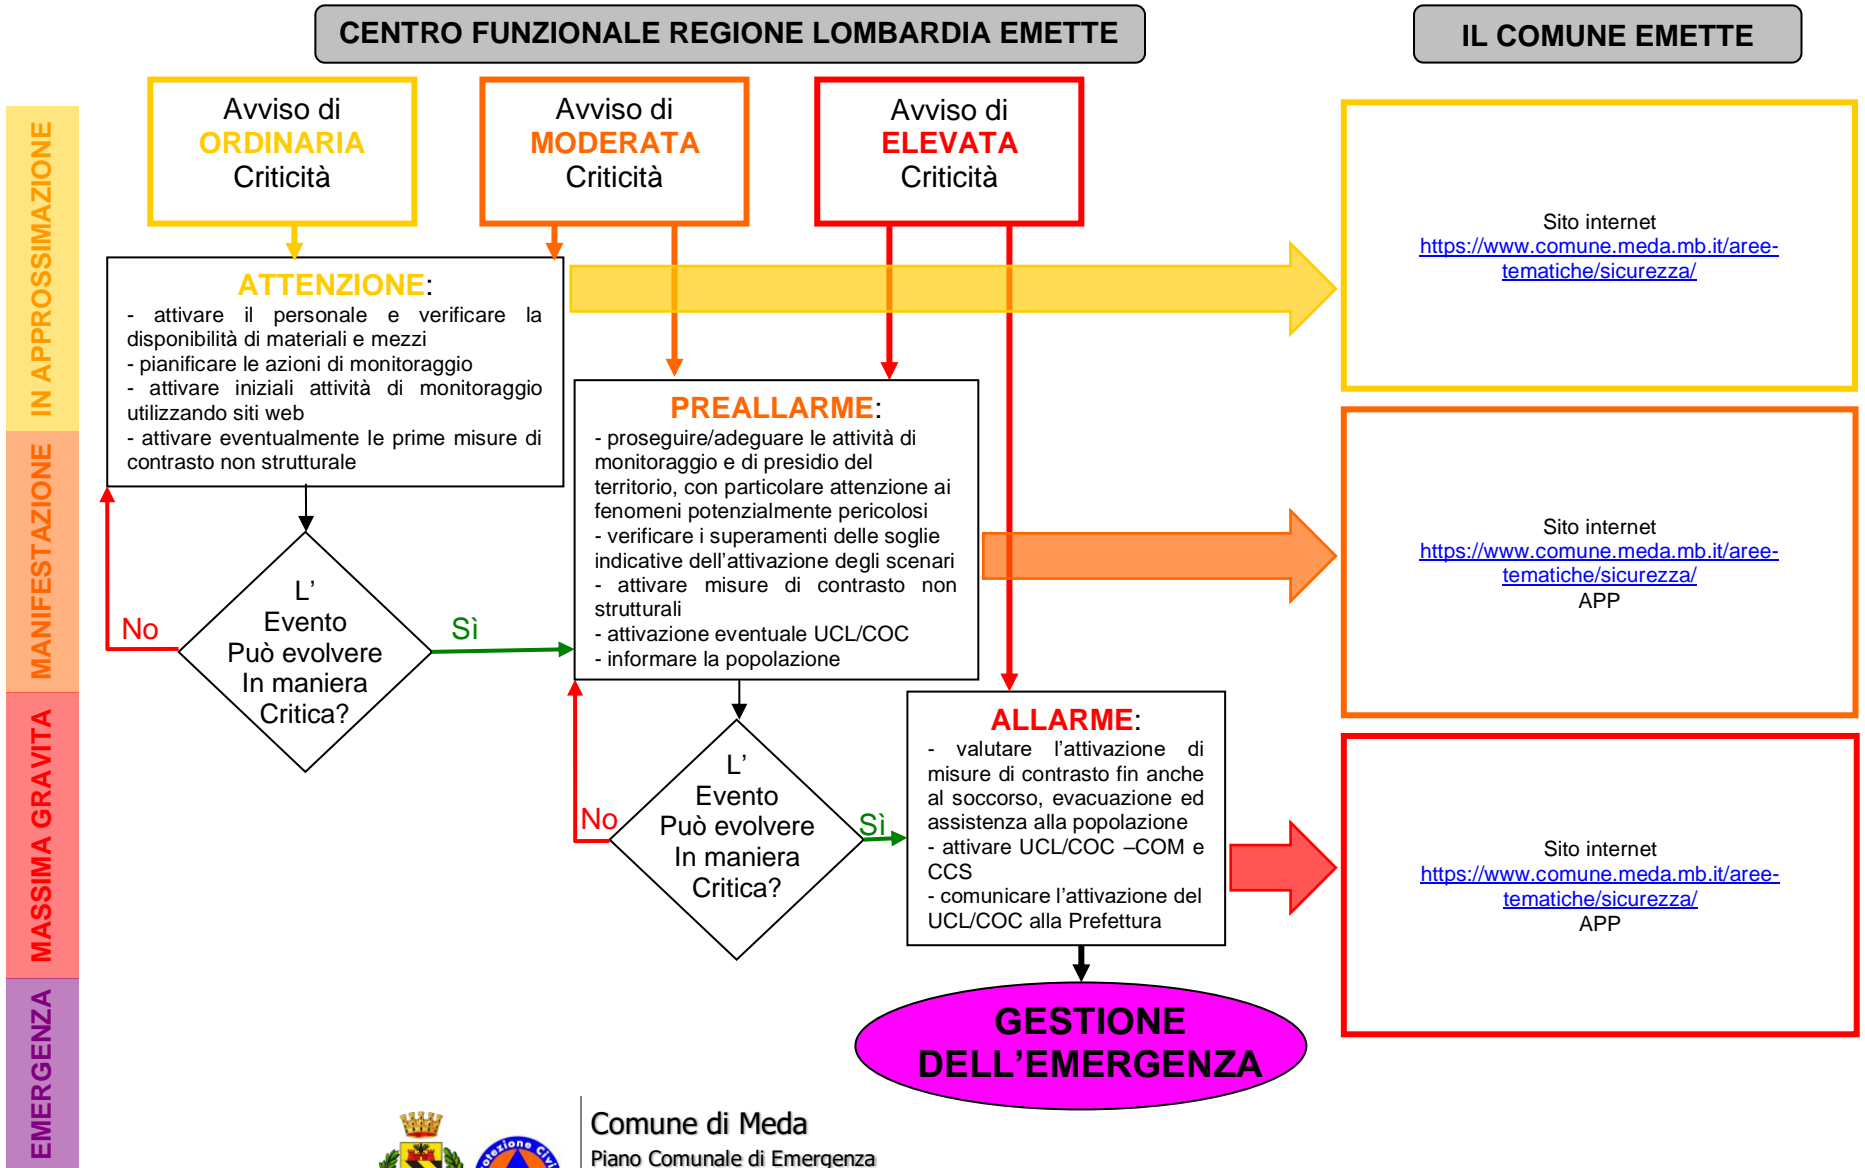 CENTRO FUNZIONALE REGIONE LOMBARDIA EMETTE
IL COMUNE EMETTE
IN APPROSSIMAZIONE
MANIFESTAZIONE
MASSIMA GRAVITA
EMERGENZA
Avviso di
ORDINARIA
Criticità
Avviso di
MODERATA
Criticità
Avviso di
ELEVATA
Criticità
ATTENZIONE:
- attivare il personale e verificare la
disponibilità di materiali e mezzi
- pianificare le azioni di monitoraggio
- attivare iniziali attività di monitoraggio
utilizzando siti web
- attivare eventualmente le prime misure di
contrasto non strutturale
L'
Evento
Può evolvere
In maniera
Critica?
No
Sì
PREALLARME:
- proseguire/adeguare le attività di
monitoraggio e di presidio del
territorio, con particolare attenzione ai
fenomeni potenzialmente pericolosi
- verificare i superamenti delle soglie
indicative dell'attivazione degli scenari
- attivare misure di contrasto non
strutturali
- attivazione eventuale UCL/COC
- informare la popolazione
L'
Evento
Può evolvere
In maniera
Critica?
No
Sì
ALLARME:
- valutare l'attivazione di
misure di contrasto fin anche
al soccorso, evacuazione ed
assistenza alla popolazione
- attivare UCL/COC –COM e
CCS
- comunicare l'attivazione del
UCL/COC alla Prefettura
GESTIONE
DELL'EMERGENZA
Sito internet
https://www.comune.meda.mb.it/aree-
tematiche/sicurezza/
Sito internet
https://www.comune.meda.mb.it/aree-
tematiche/sicurezza/
APP
Sito internet
https://www.comune.meda.mb.it/aree-
tematiche/sicurezza/
APP
Comune di Meda
Piano Comunale di Emergenza